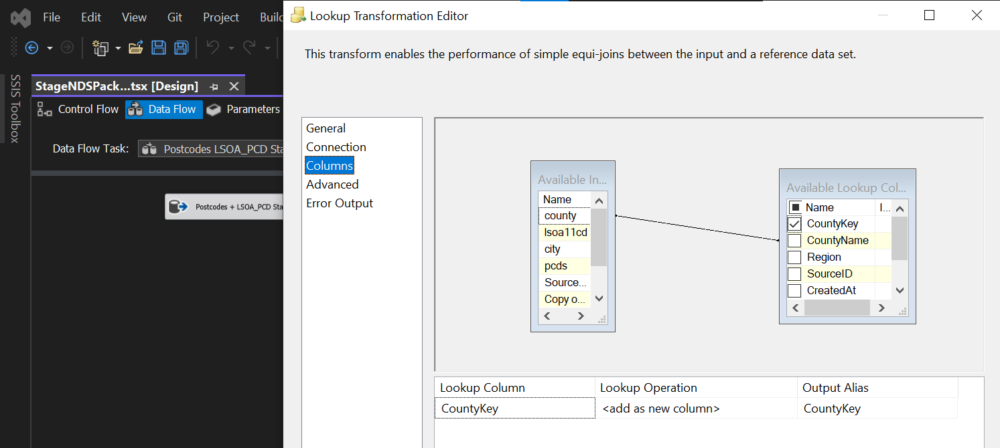 File Edit View Git Project
Lookup Transformation Editor
This transform enables the performance of simple equi-joins between the input and a reference data set.
SSIS Toolbox
StageNDSPack...tsx [Design]
Control Flow Data Flow Parameters
Data Flow Task: Postcodes LSOA_PCD
Postcodes + LSOA_PCD
General
Connection
Columns
Advanced
Error Output
Available In...
Name
county
lsoa11cd
city
pcds
Source...
Copy o...
Available Lookup Col...
Name I...
CountyKey
CountyName
Region
SourceID
CreatedAt
Lookup Column Lookup Operation Output Alias
CountyKey <add as new column> CountyKey